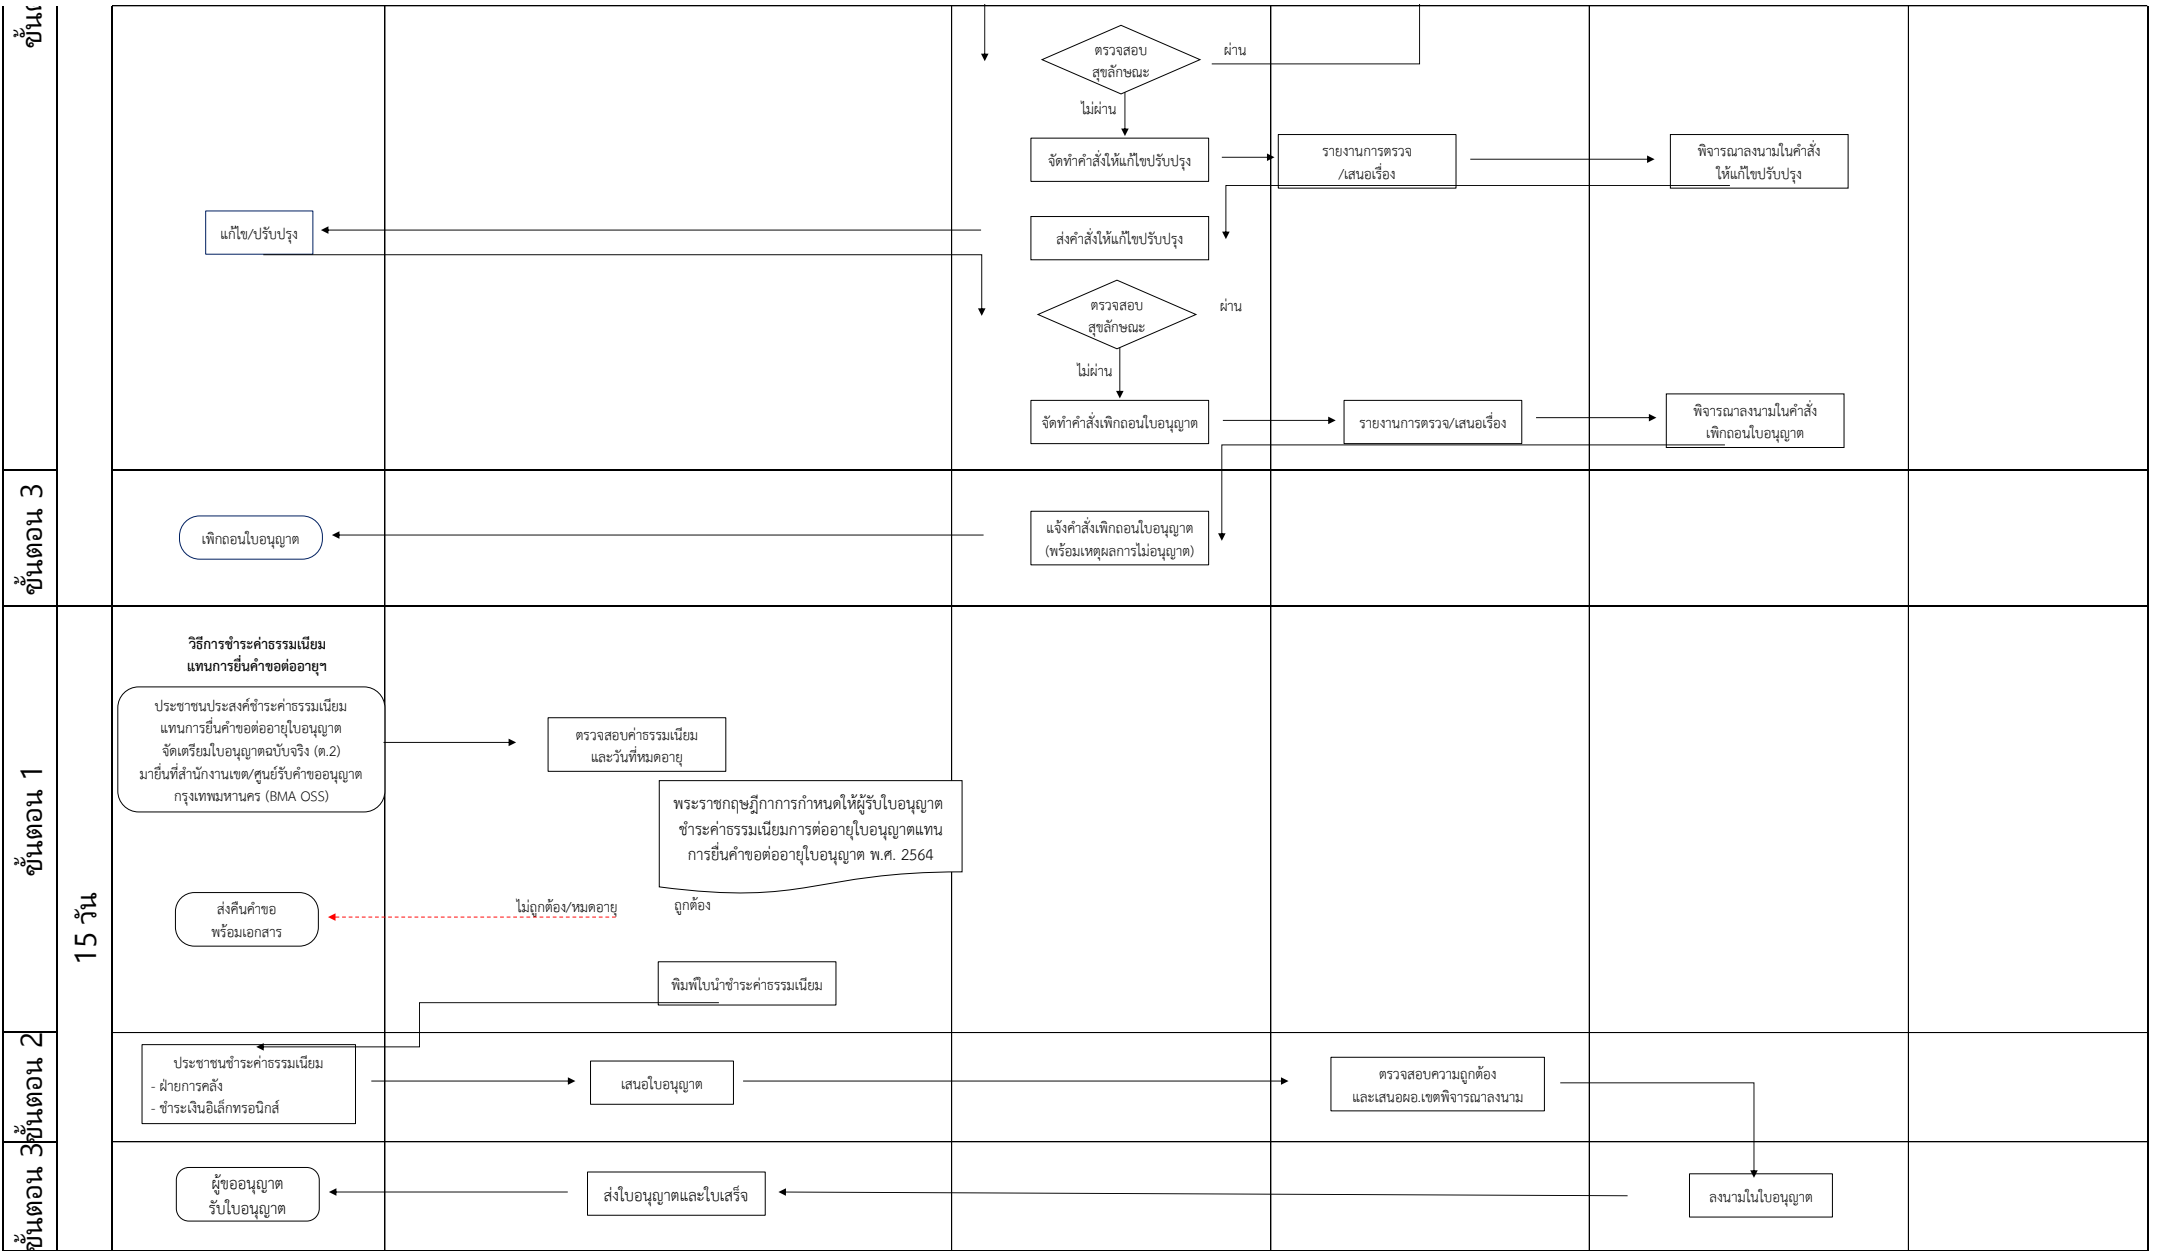 ตรวจสอบ
สุขลักษณะ
ผ่าน
ไม่ผ่าน
จัดทำคำสั่งให้แก้ไขปรับปรุง
รายงานการตรวจ
/เสนอเรื่อง
พิจารณาลงนามในคำสั่ง
ให้แก้ไขปรับปรุง
แก้ไข/ปรับปรุง
ส่งคำสั่งให้แก้ไขปรับปรุง
ตรวจสอบ
สุขลักษณะ
ผ่าน
ไม่ผ่าน
จัดทำคำสั่งเพิกถอนใบอนุญาต
รายงานการตรวจ/เสนอเรื่อง
พิจารณาลงนามในคำสั่ง
เพิกถอนใบอนุญาต
ขั้นตอน 3
เพิกถอนใบอนุญาต
แจ้งคำสั่งเพิกถอนใบอนุญาต
(พร้อมเหตุผลการไม่อนุญาต)
ขั้นตอน 1
15 วัน
วิธีการชำระค่าธรรมเนียม
แทนการยื่นคำขอต่ออายุฯ
ประชาชนประสงค์ชำระค่าธรรมเนียม
แทนการยื่นคำขอต่ออายุใบอนุญาต
จัดเตรียมใบอนุญาตฉบับจริง (ต.2)
มายื่นที่สำนักงานเขต/ศูนย์รับคำขออนุญาต
กรุงเทพมหานคร (BMA OSS)
ตรวจสอบค่าธรรมเนียม
และวันที่หมดอายุ
พระราชกฤษฎีกาการกำหนดให้ผู้รับใบอนุญาต
ชำระค่าธรรมเนียมการต่ออายุใบอนุญาตแทน
การยื่นคำขอต่ออายุใบอนุญาต พ.ศ. 2564
ส่งคืนคำขอ
พร้อมเอกสาร
ไม่ถูกต้อง/หมดอายุ
ถูกต้อง
พิมพ์ใบนำชำระค่าธรรมเนียม
ขั้นตอน 2
ประชาชนชำระค่าธรรมเนียม
- ฝ่ายการคลัง
- ชำระเงินอิเล็กทรอนิกส์
เสนอใบอนุญาต
ตรวจสอบความถูกต้อง
และเสนอผอ.เขตพิจารณาลงนาม
ขั้นตอน 3
ผู้ขออนุญาต
รับใบอนุญาต
ส่งใบอนุญาตและใบเสร็จ
ลงนามในใบอนุญาต